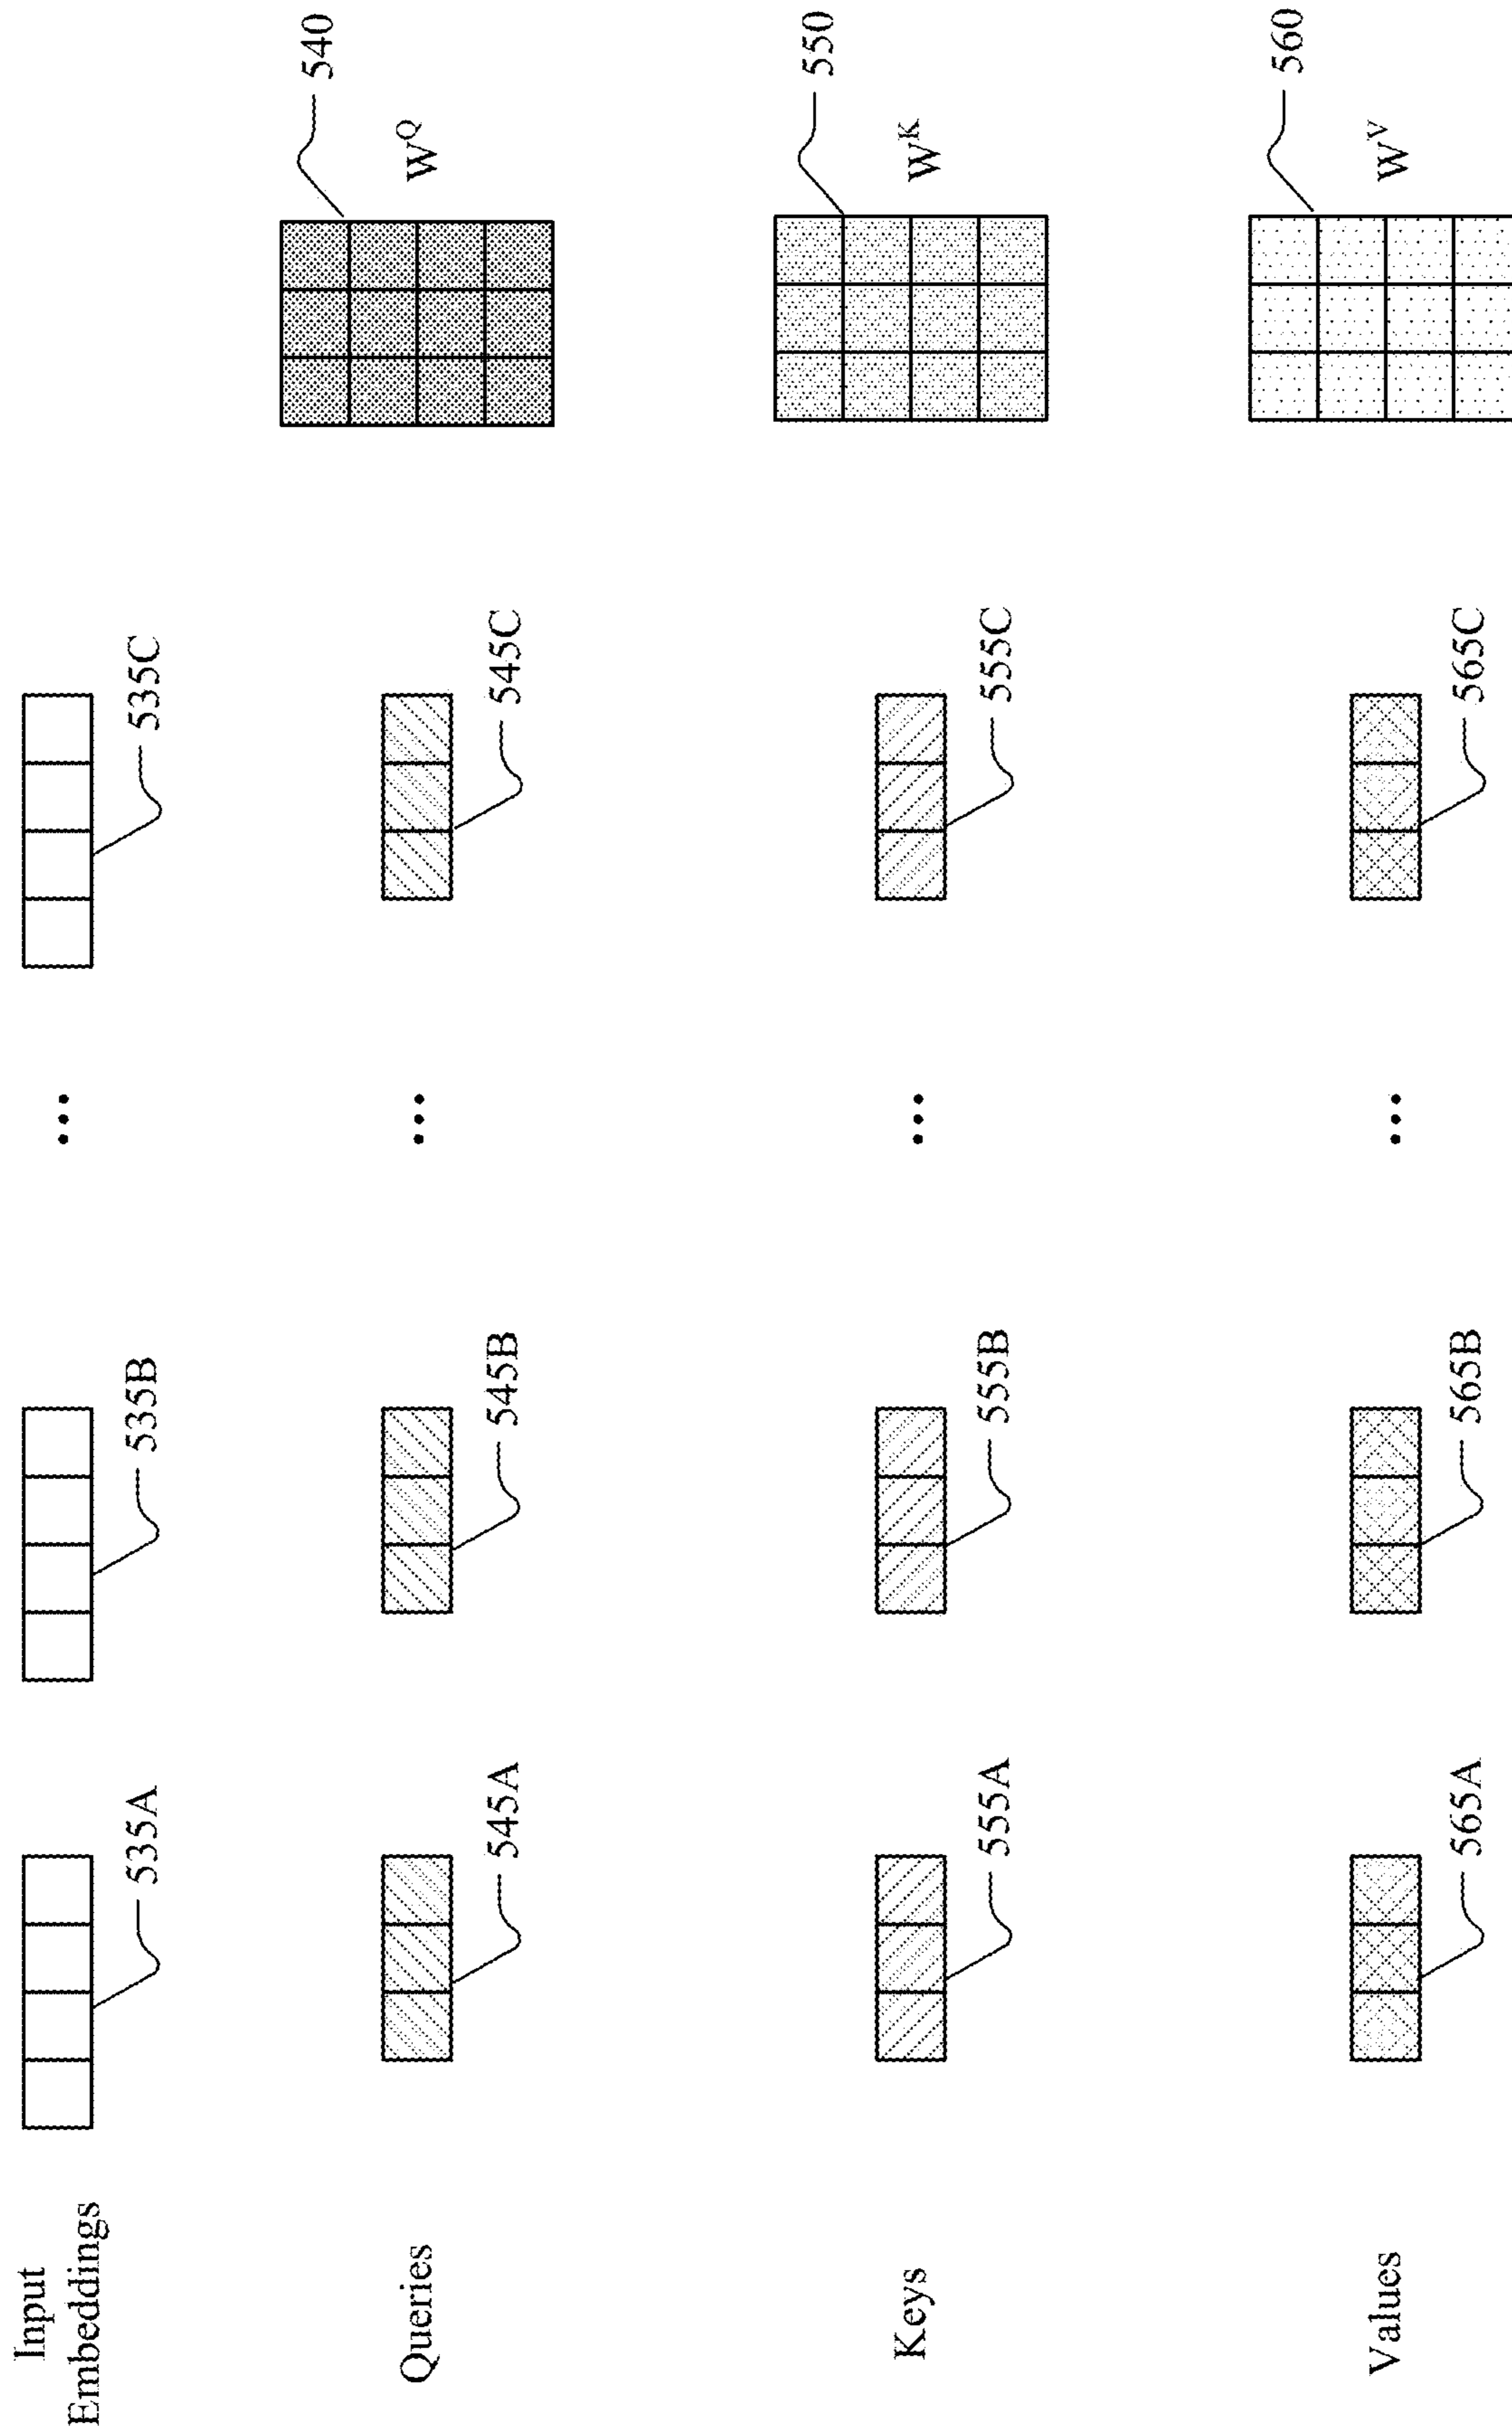 Input
Embeddings
535A
535B
...
535C
Queries
545A
545B
...
545C
540
W^Q
Keys
555A
555B
...
555C
550
W^K
Values
565A
565B
...
565C
560
W^V